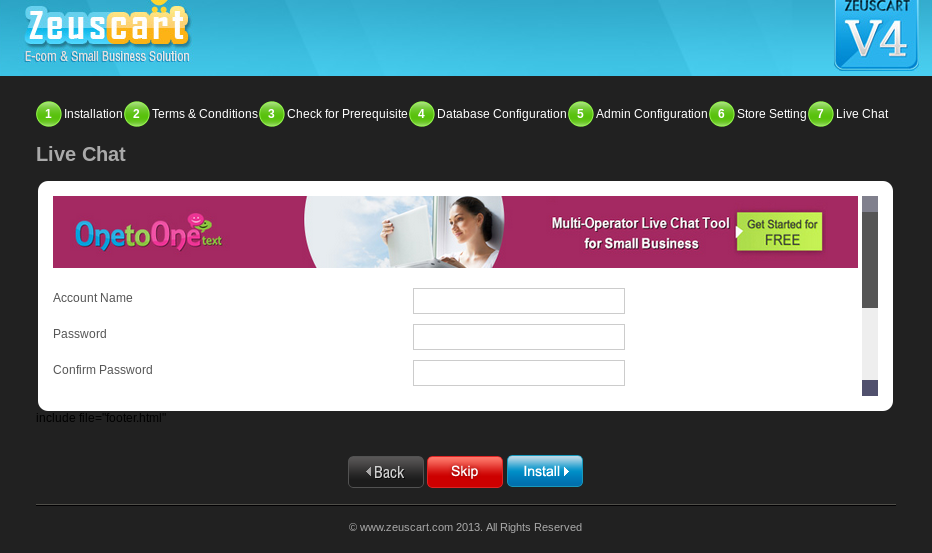 Zeuscart
E-com & Small Business Solution
ZEUSCART
V4
1 Installation 2 Terms & Conditions 3 Check for Prerequisite 4 Database Configuration 5 Admin Configuration 6 Store Setting 7 Live Chat
Live Chat
OnetoOne text
Multi-Operator Live Chat Tool
for Small Business
Get Started for
FREE
Account Name
Password
Confirm Password
include file="footer.html"
Back Skip Install
© www.zeuscart.com 2013. All Rights Reserved